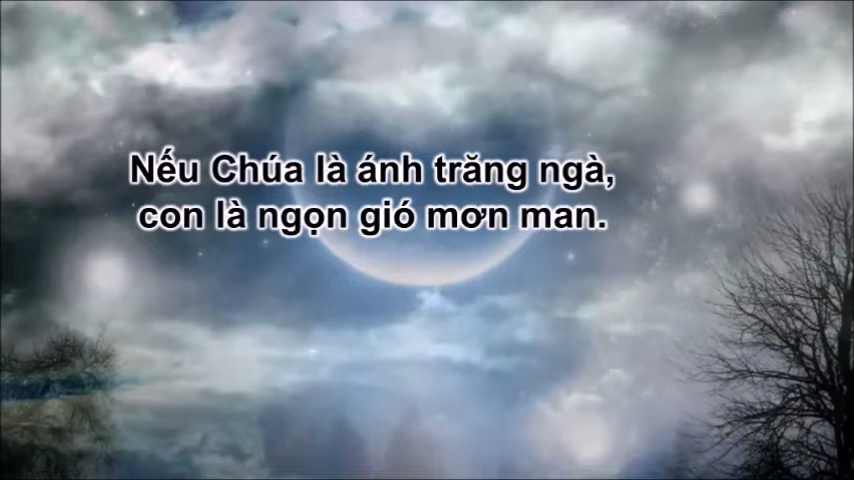 Nếu Chúa là ánh trăng ngà,
con là ngọn gió mơn man.